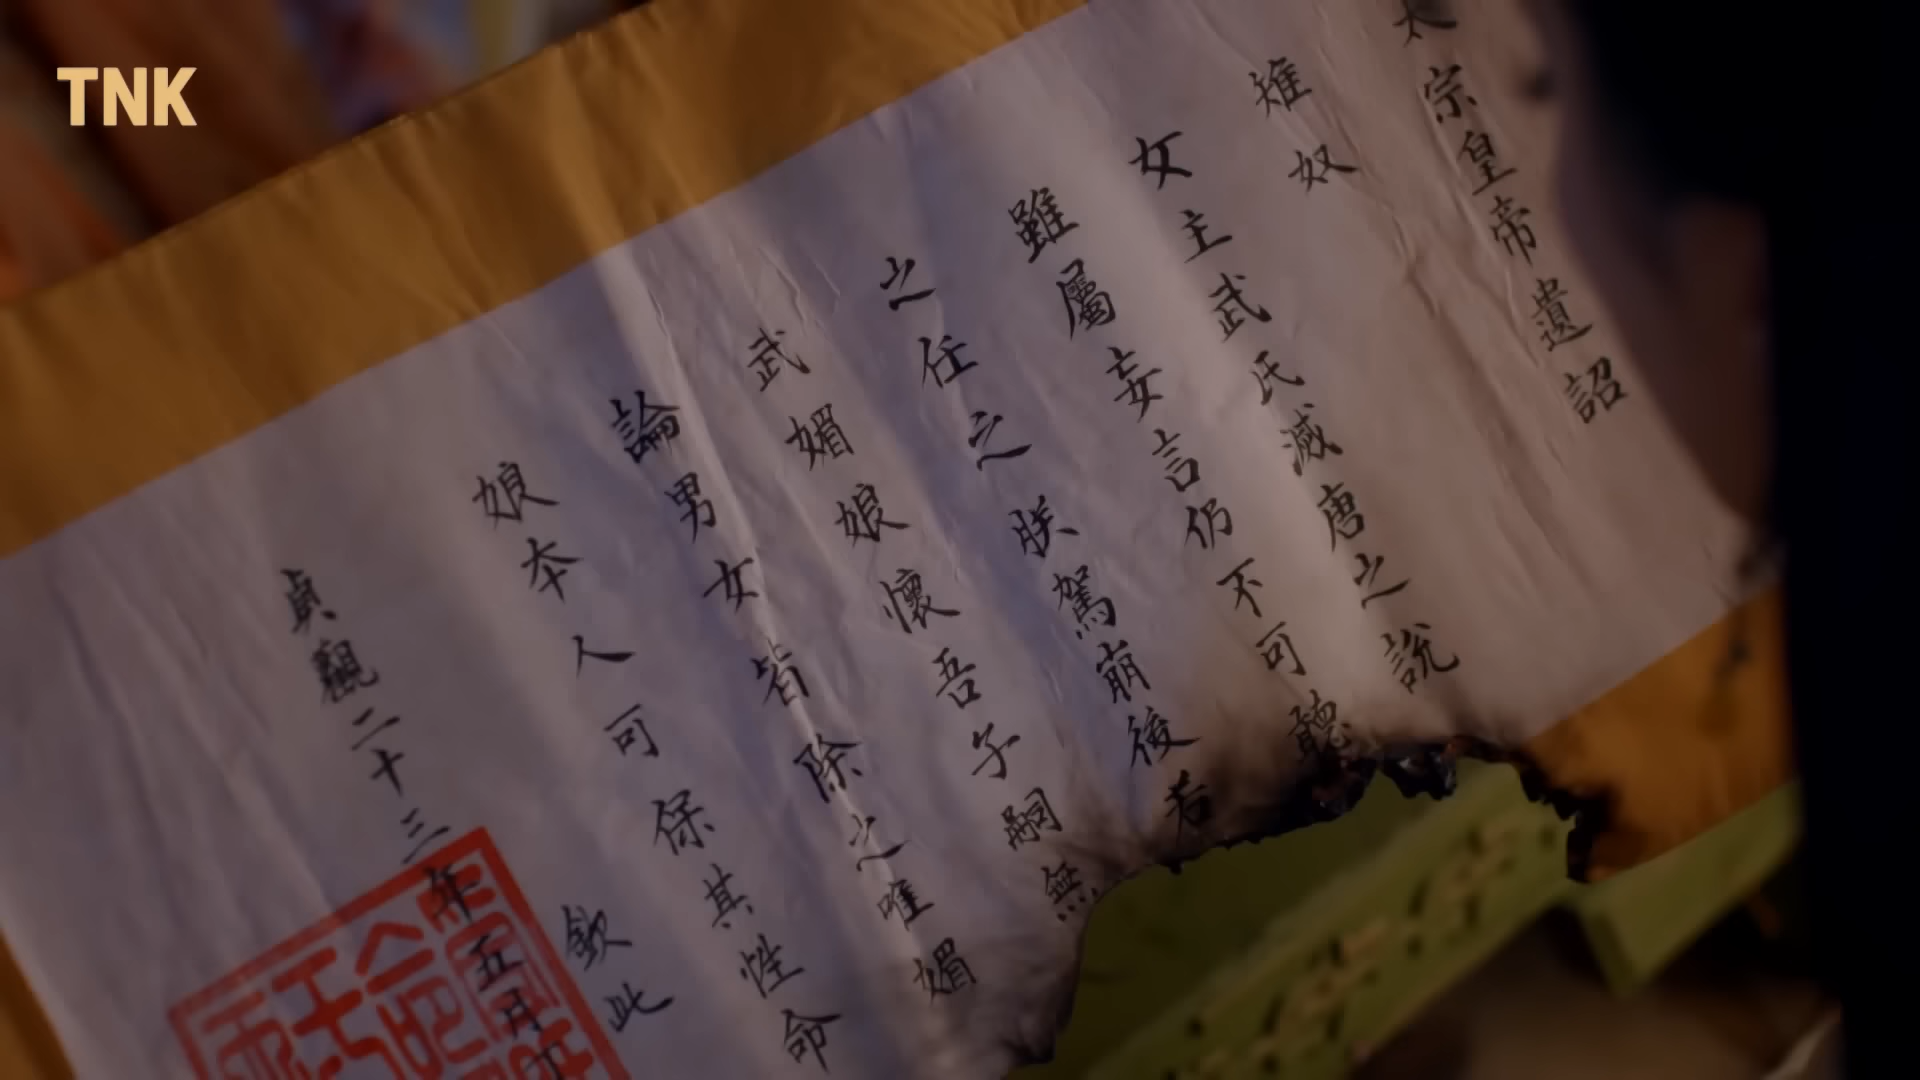 TNK
太宗皇帝遺詔
雉奴
女主武氏滅唐之說
雖屬妄言仍不可聽
之任之朕駕崩後若
武媚娘懷吾子嗣無
論男女皆除之唯媚
娘本人可保其性命
欽此
貞觀二十三年五月